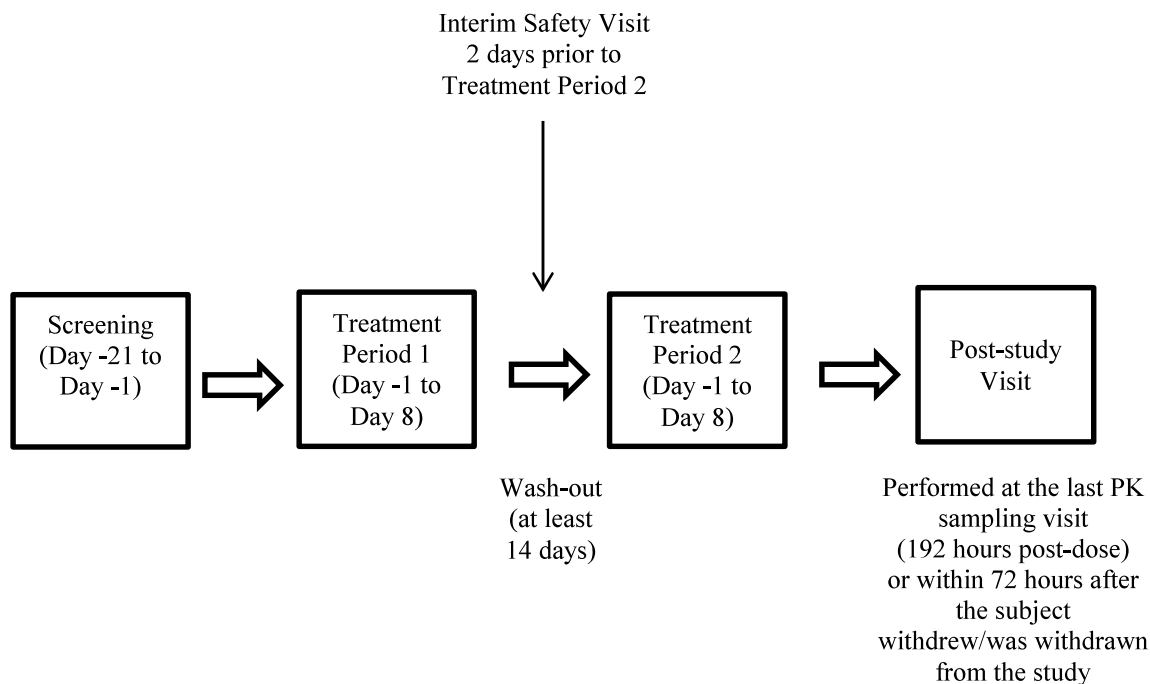 Interim Safety Visit
2 days prior to
Treatment Period 2
Screening
(Day -21 to
Day -1)
Treatment
Period 1
(Day -1 to
Day 8)
Treatment
Period 2
(Day -1 to
Day 8)
Post-study
Visit
Wash-out
(at least
14 days)
Performed at the last PK
sampling visit
(192 hours post-dose)
or within 72 hours after
the subject
withdrew/was withdrawn
from the study